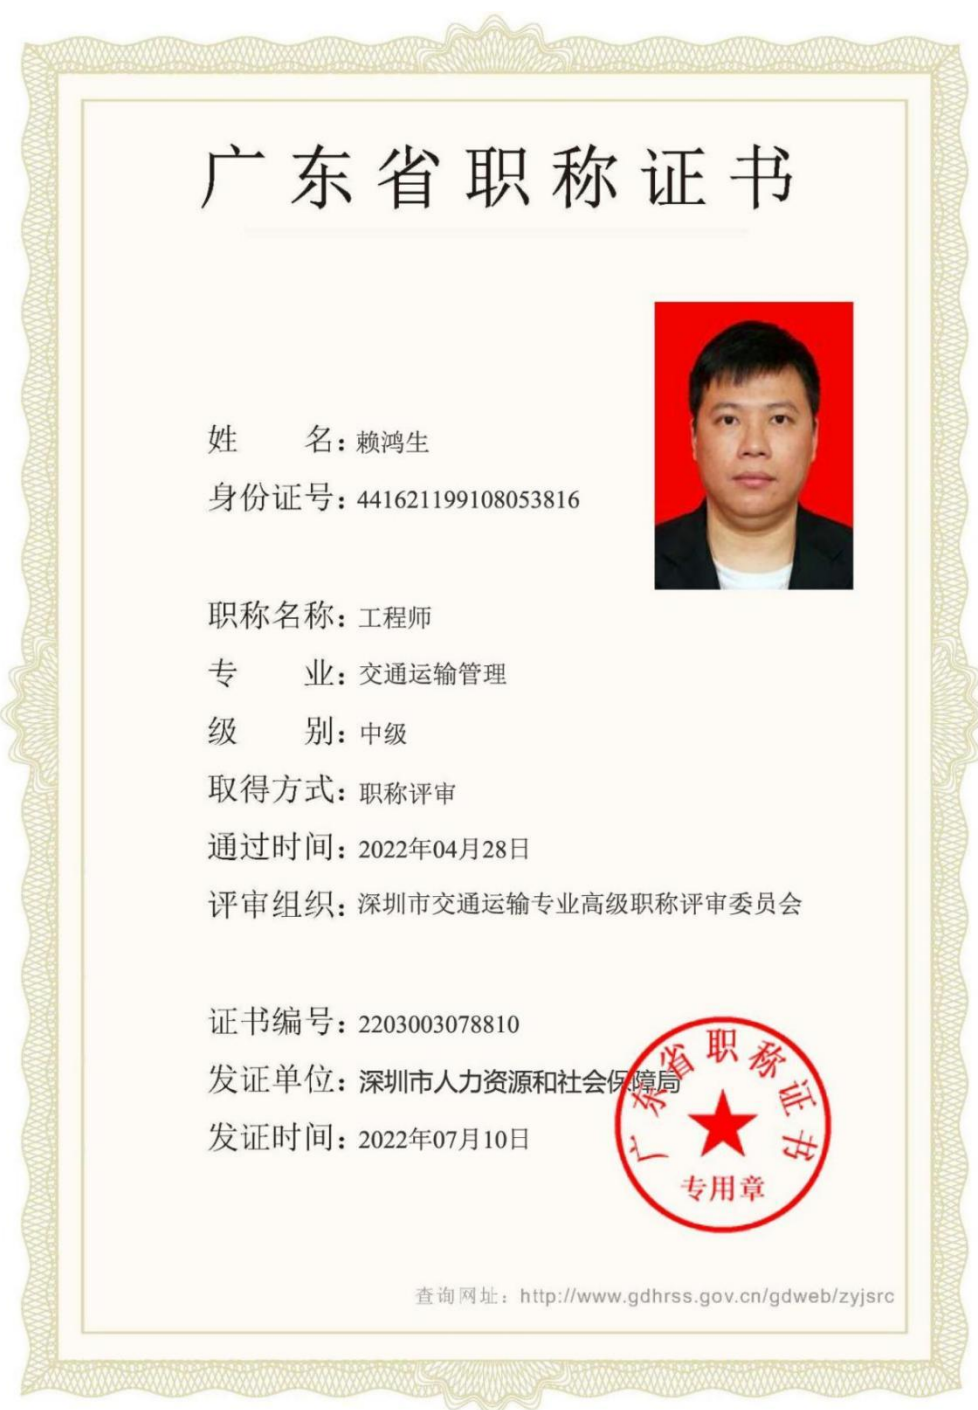 广东省职称证书
姓名：赖鸿生
身份证号：441621199108053816
职称名称：工程师
专业：交通运输管理
级别：中级
取得方式：职称评审
通过时间：2022年04月28日
评审组织：深圳市交通运输专业高级职称评审委员会
证书编号：2203003078810
发证单位：深圳市人力资源和社会保障局
发证时间：2022年07月10日
广东省职称证书
专用章
查询网址：http://www.gdhrss.gov.cn/gdweb/zyjsrc